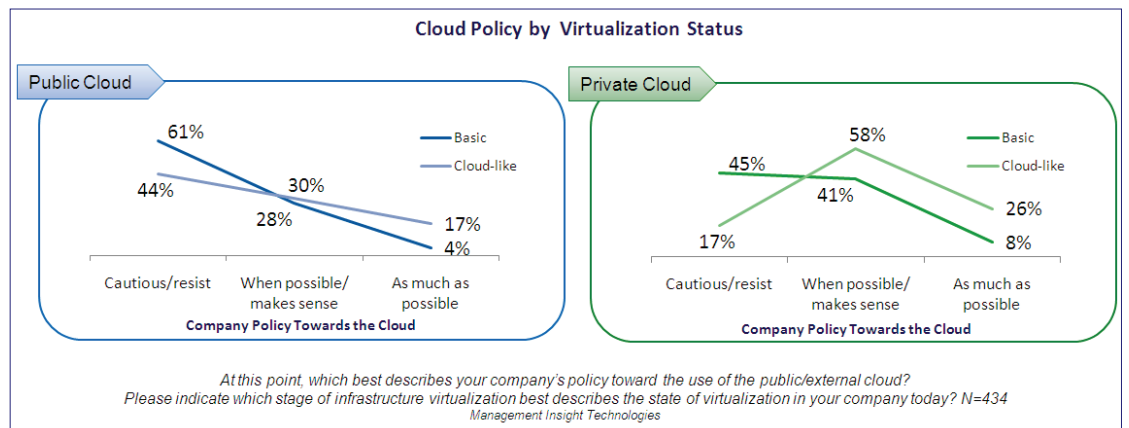 Cloud Policy by Virtualization Status
Public Cloud
61%
44%
28%
30%
17%
4%
Basic
Cloud-like
Cautious/resist
When possible/
makes sense
As much as
possible
Company Policy Towards the Cloud
Private Cloud
45%
17%
58%
41%
26%
8%
Basic
Cloud-like
Cautious/resist
When possible/
makes sense
As much as
possible
Company Policy Towards the Cloud
At this point, which best describes your company's policy toward the use of the public/external cloud?
Please indicate which stage of infrastructure virtualization best describes the state of virtualization in your company today? N=434
Management Insight Technologies